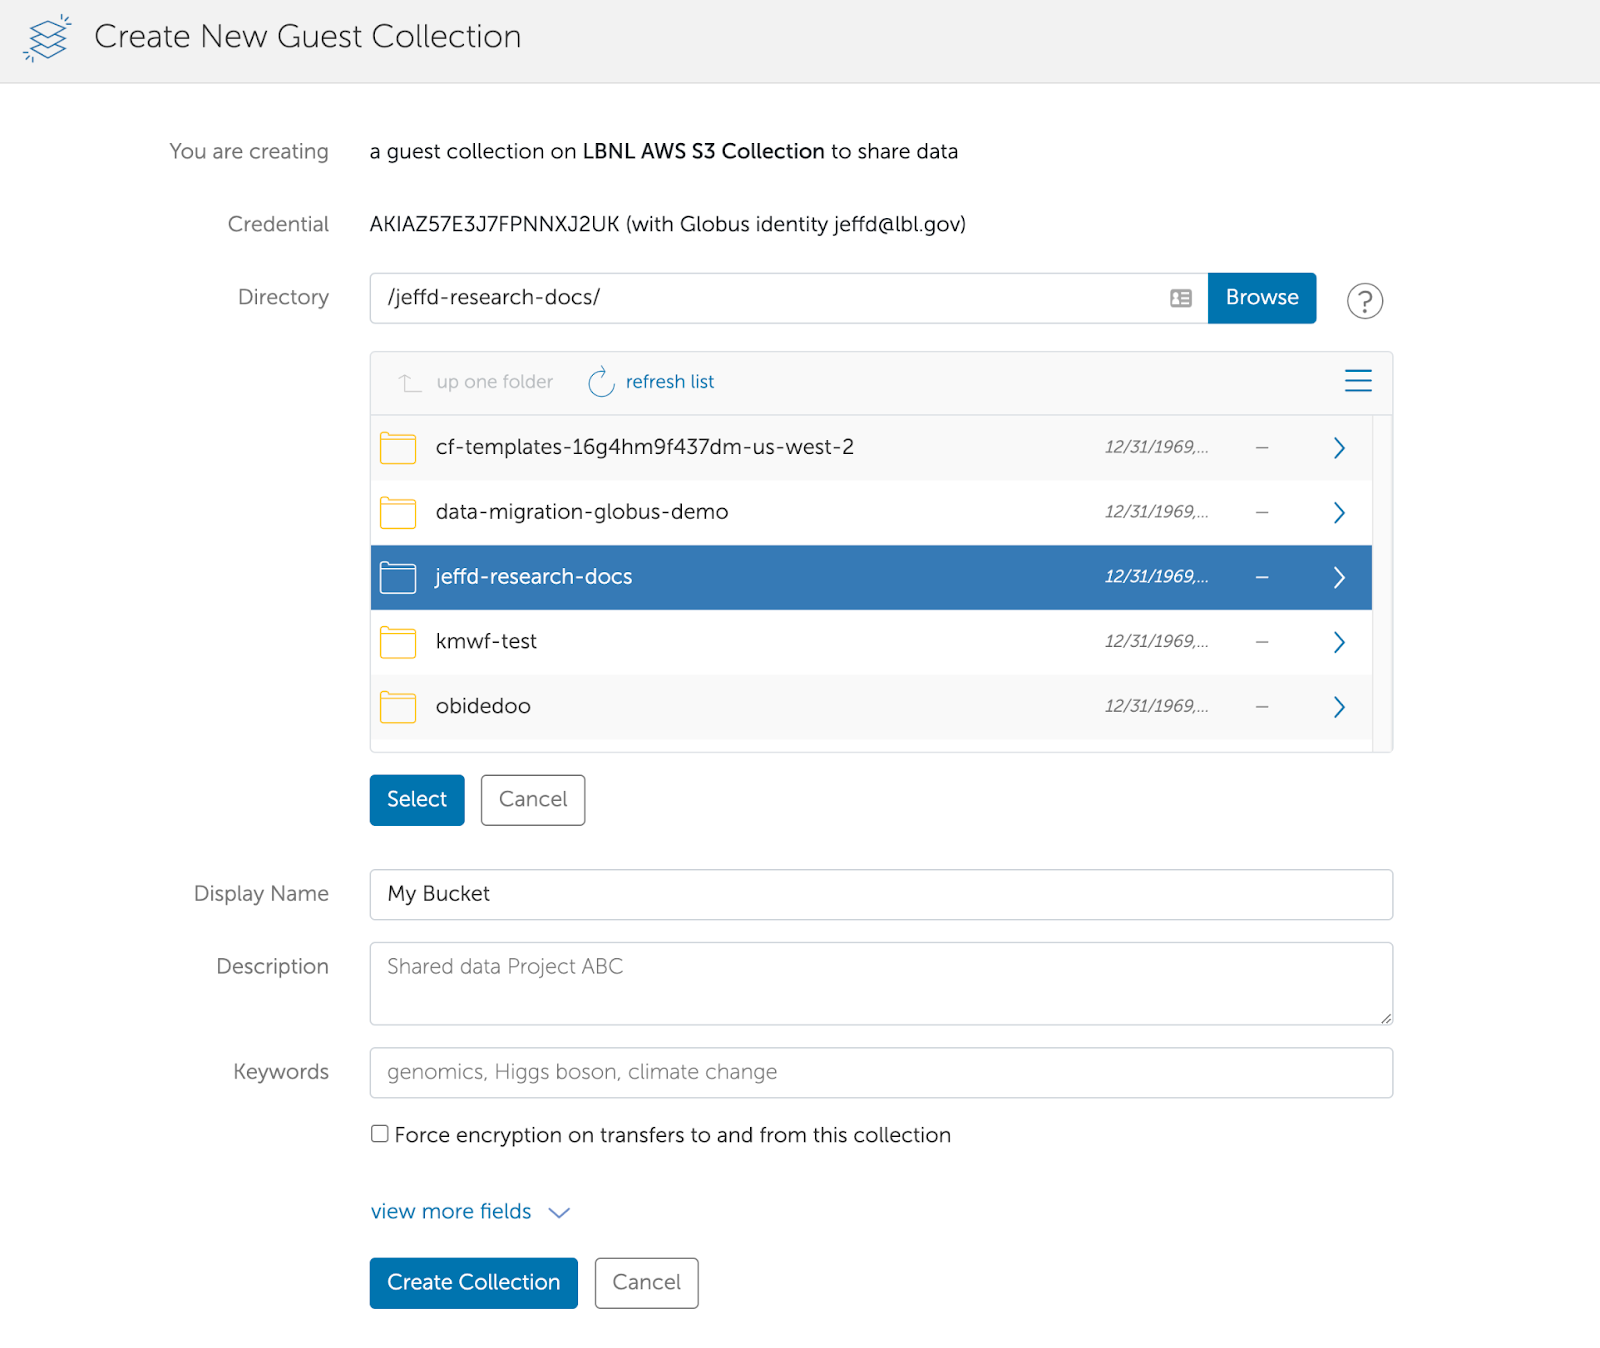 Create New Guest Collection
You are creating a guest collection on LBNL AWS S3 Collection to share data
Credential AKIAZ57E3J7FPNNXJ2UK (with Globus identity jeffd@lbl.gov)
Directory /jeffd-research-docs/ Browse ?
up one folder refresh list
cf-templates-16g4hm9f437dm-us-west-2 12/31/1969,... –
data-migration-globus-demo 12/31/1969,... –
jeffd-research-docs 12/31/1969,... –
kmwf-test 12/31/1969,... –
obidedoo 12/31/1969,... –
Select Cancel
Display Name My Bucket
Description Shared data Project ABC
Keywords genomics, Higgs boson, climate change
Force encryption on transfers to and from this collection
view more fields
Create Collection Cancel